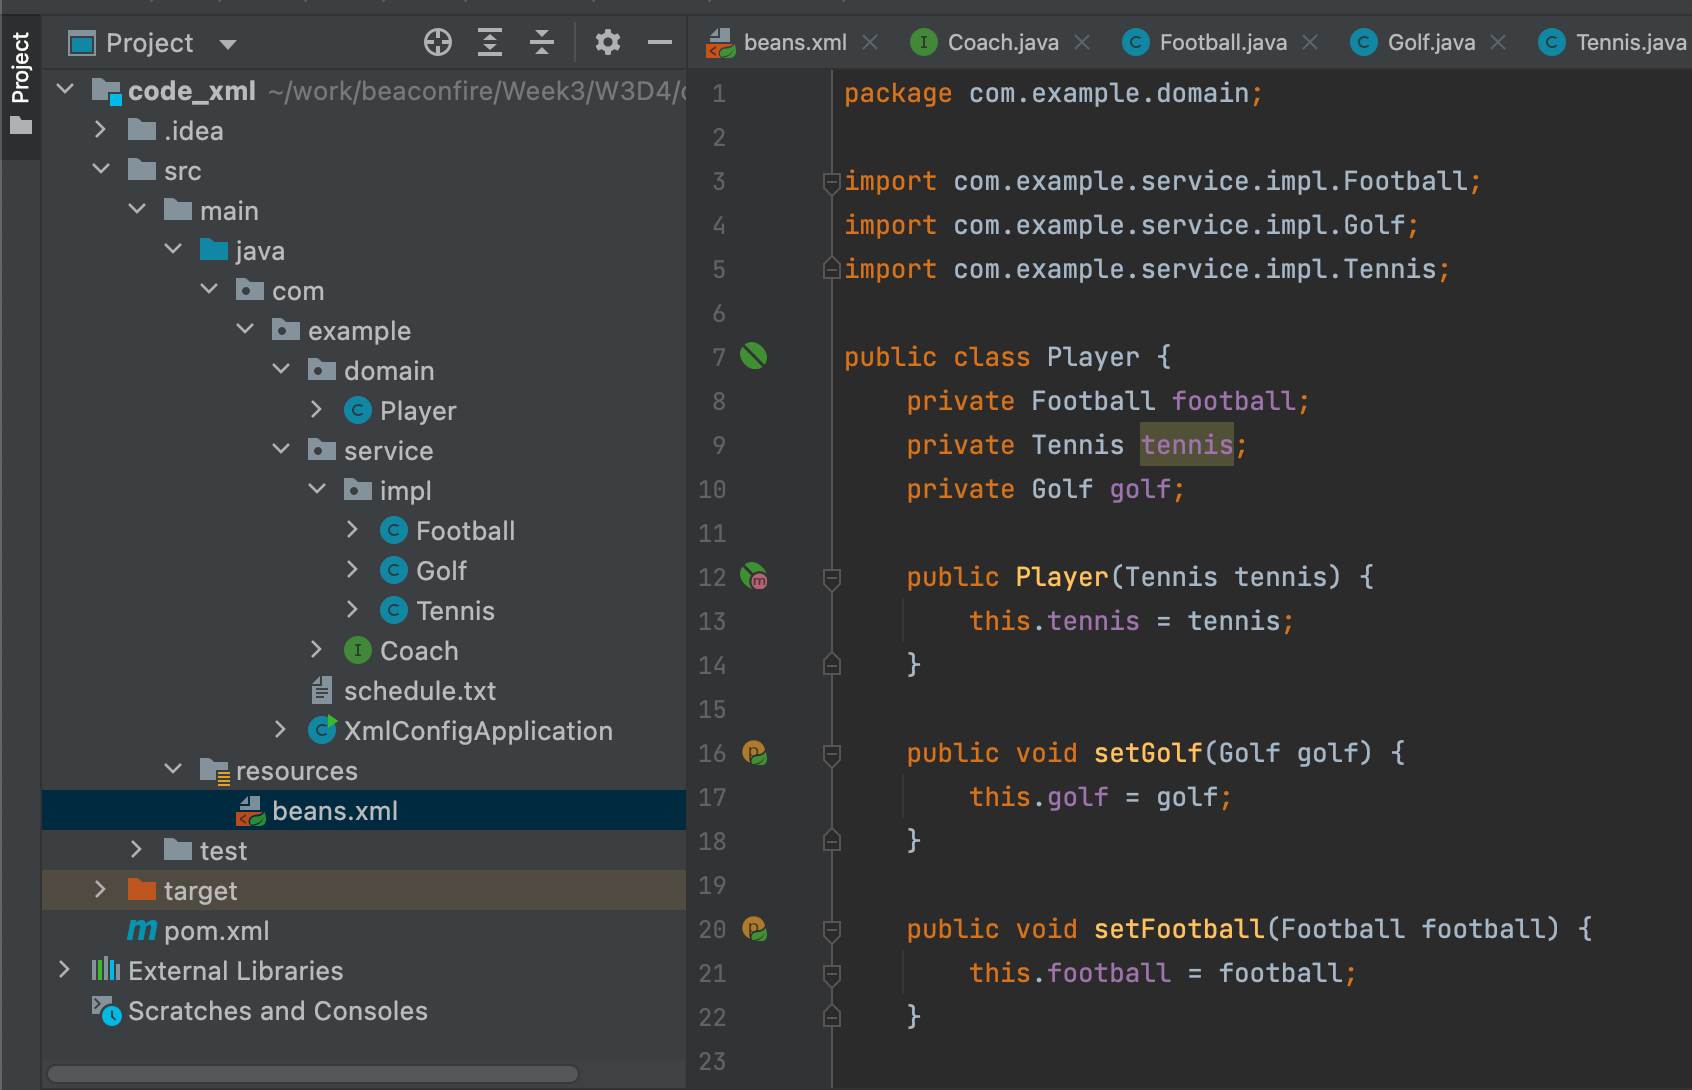 Project
Project
code_xml ~/work/beaconfire/Week3/W3D4/
.idea
src
main
java
com
example
domain
Player
service
impl
Football
Golf
Tennis
Coach
schedule.txt
XmlConfigApplication
resources
beans.xml
test
target
pom.xml
External Libraries
Scratches and Consoles
beans.xml Coach.java Football.java Golf.java Tennis.java
1 package com.example.domain;
2
3 import com.example.service.impl.Football;
4 import com.example.service.impl.Golf;
5 import com.example.service.impl.Tennis;
6
7 public class Player {
8 private Football football;
9 private Tennis tennis;
10 private Golf golf;
11
12 public Player(Tennis tennis) {
13 this.tennis = tennis;
14 }
15
16 public void setGolf(Golf golf) {
17 this.golf = golf;
18 }
19
20 public void setFootball(Football football) {
21 this.football = football;
22 }
23